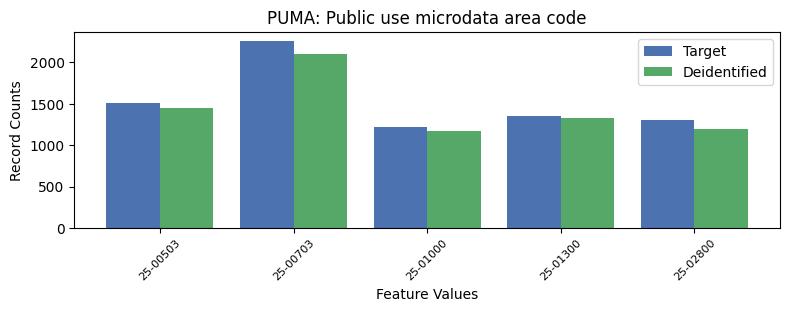 PUMA: Public use microdata area code
Target
Deidentified
Record Counts
2000
1500
1000
500
0
25-00503
25-00703
25-01000
25-01300
25-02800
Feature Values